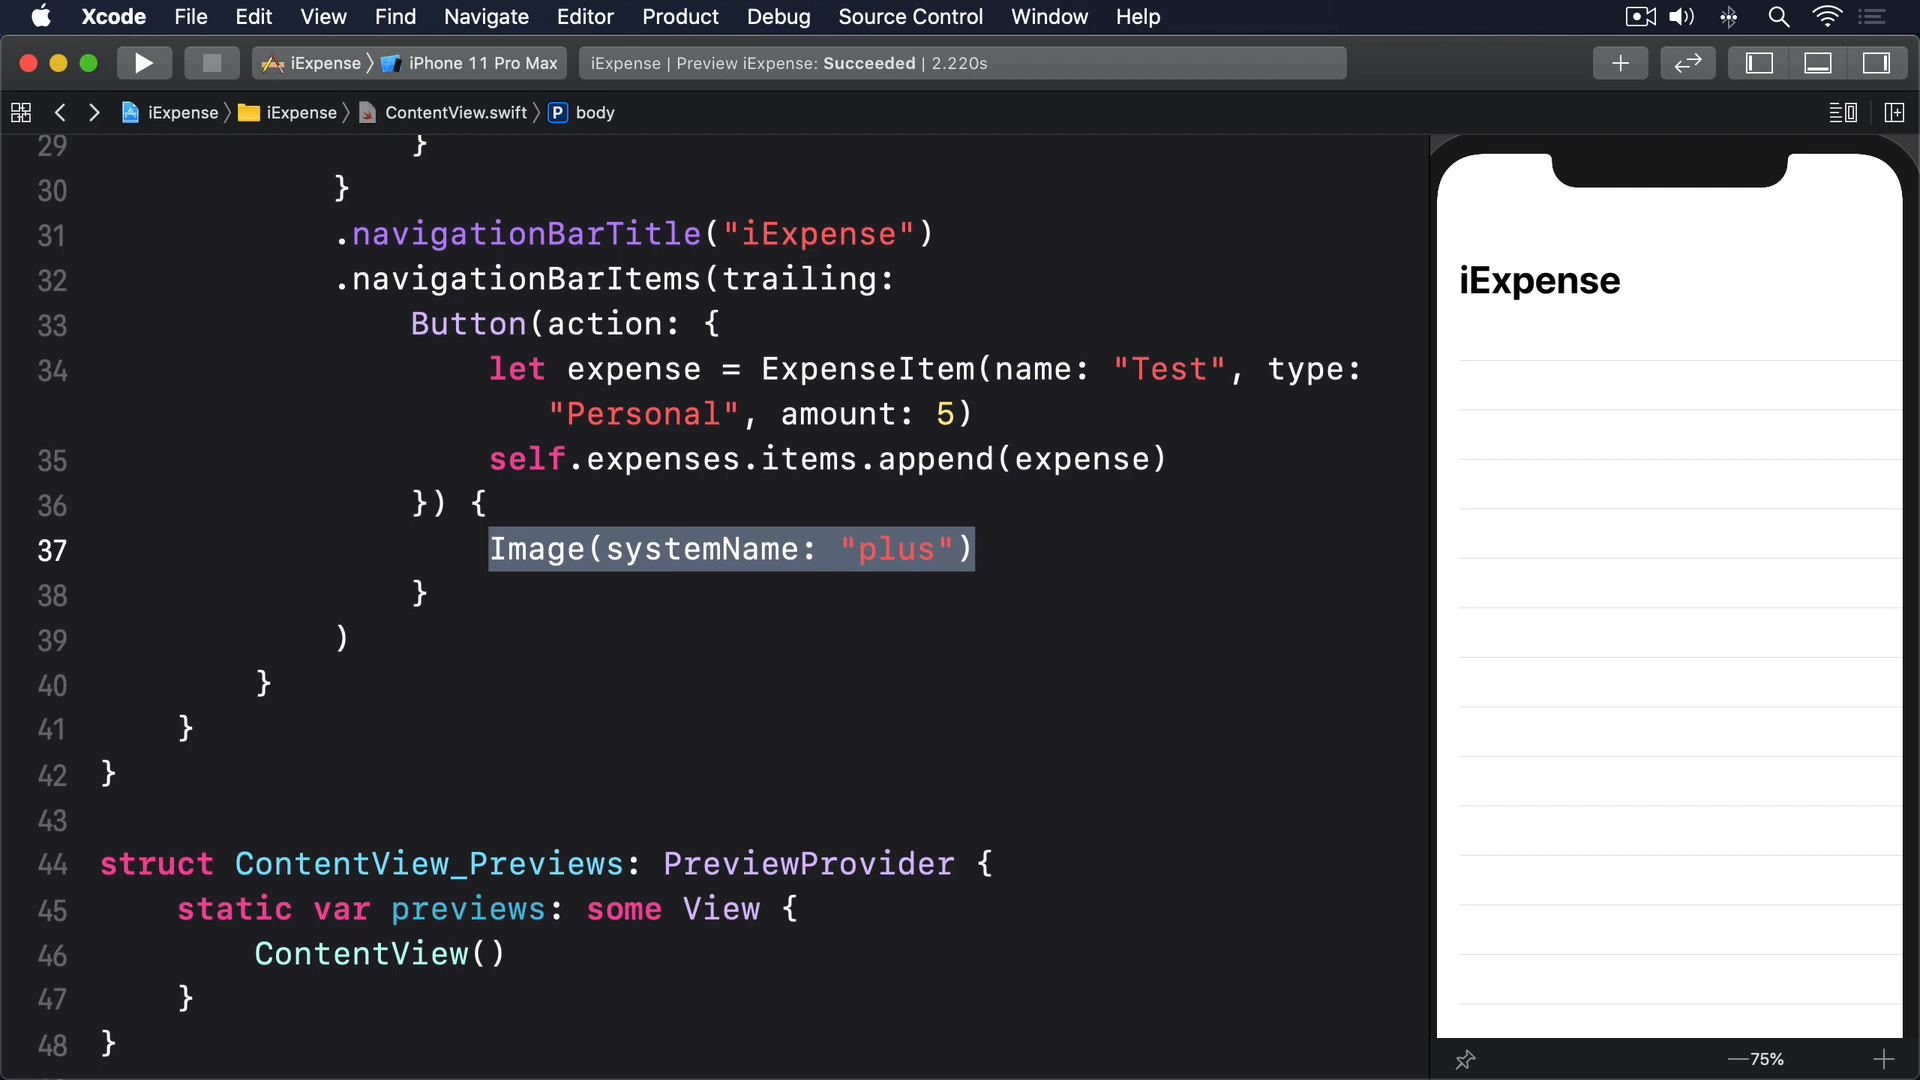 Xcode File Edit View Find Navigate Editor Product Debug Source Control Window Help
iExpense 〉 iPhone 11 Pro Max
iExpense | Preview iExpense: Succeeded | 2.220s
iExpense 〉 iExpense 〉 ContentView.swift 〉 P body
29 }
30 }
31 .navigationBarTitle("iExpense")
32 .navigationBarItems(trailing:
33 Button(action: {
34 let expense = ExpenseItem(name: "Test", type:
"Personal", amount: 5)
35 self.expenses.items.append(expense)
36 }) {
37 Image(systemName: "plus")
38 }
39 )
40 }
41 }
42 }
43
44 struct ContentView_Previews: PreviewProvider {
45 static var previews: some View {
46 ContentView()
47 }
48 }
iExpense
75%